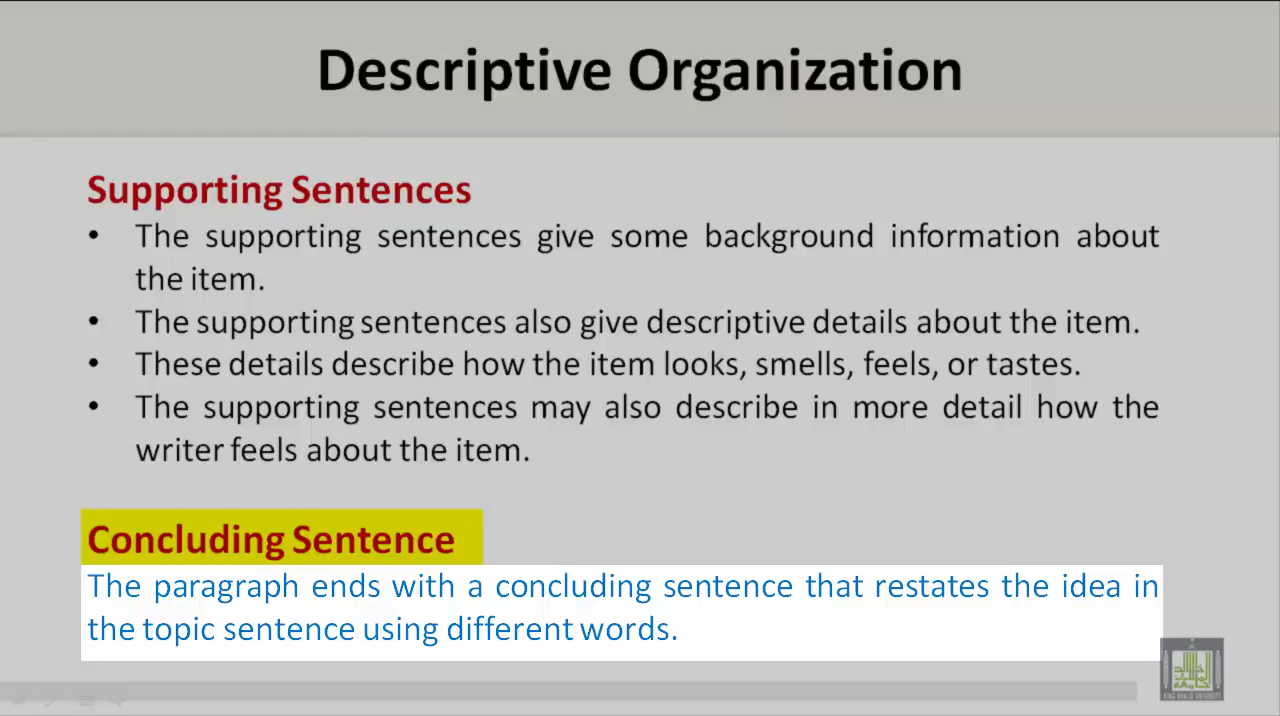 Descriptive Organization
Supporting Sentences
• The supporting sentences give some background information about
the item.
• The supporting sentences also give descriptive details about the item.
• These details describe how the item looks, smells, feels, or tastes.
• The supporting sentences may also describe in more detail how the
writer feels about the item.
Concluding Sentence
The paragraph ends with a concluding sentence that restates the idea in
the topic sentence using different words.
KING KHALID UNIVERSITY